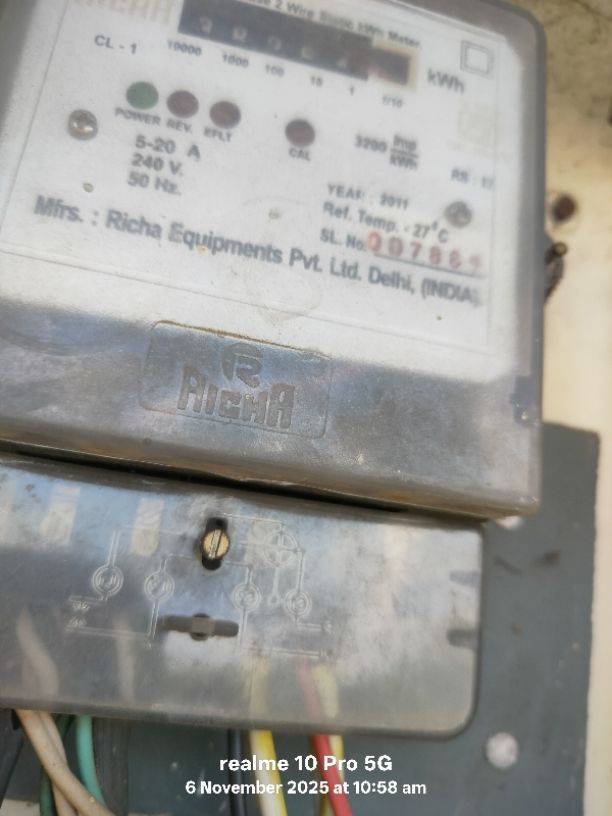 2 Wire Static kWh Meter
CL - 1
10000 1000 100 10 1 1/10
kWh
POWER REV. EFLT
CAL
3200 Imp/kWh
5-20 A
240 V.
50 Hz.
YEAR : 2011
Ref. Temp. - 27°C
SL. No.
Mfrs. : Richa Equipments Pvt. Ltd. Delhi, (INDIA)
RICHA
realme 10 Pro 5G
6 November 2025 at 10:58 am